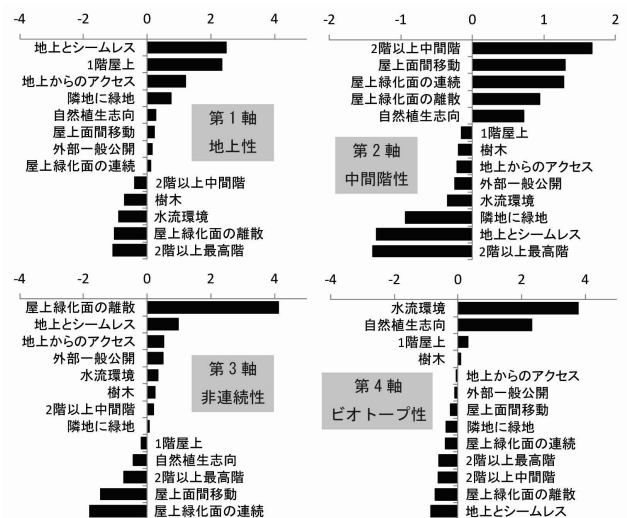 -4 -2 0 2 4
地上とシームレス
1階屋上
地上からのアクセス
隣地に緑地
自然植生志向
屋上面間移動
外部一般公開
屋上緑化面の連続
2階以上中間階
樹木
水流環境
屋上緑化面の離散
2階以上最高階
第1軸
地上性
-2 -1 0 1 2
2階以上中間階
屋上面間移動
屋上緑化面の連続
屋上緑化面の離散
自然植生志向
1階屋上
樹木
地上からのアクセス
外部一般公開
水流環境
隣地に緑地
地上とシームレス
2階以上最高階
第2軸
中間階性
-4 -2 0 2 4
屋上緑化面の離散
地上とシームレス
地上からのアクセス
外部一般公開
水流環境
樹木
2階以上中間階
隣地に緑地
1階屋上
自然植生志向
2階以上最高階
屋上面間移動
屋上緑化面の連続
第3軸
非連続性
-4 -2 0 2 4
水流環境
自然植生志向
1階屋上
樹木
地上からのアクセス
外部一般公開
屋上面間移動
隣地に緑地
屋上緑化面の連続
2階以上最高階
2階以上中間階
屋上緑化面の離散
地上とシームレス
第4軸
ビオトープ性